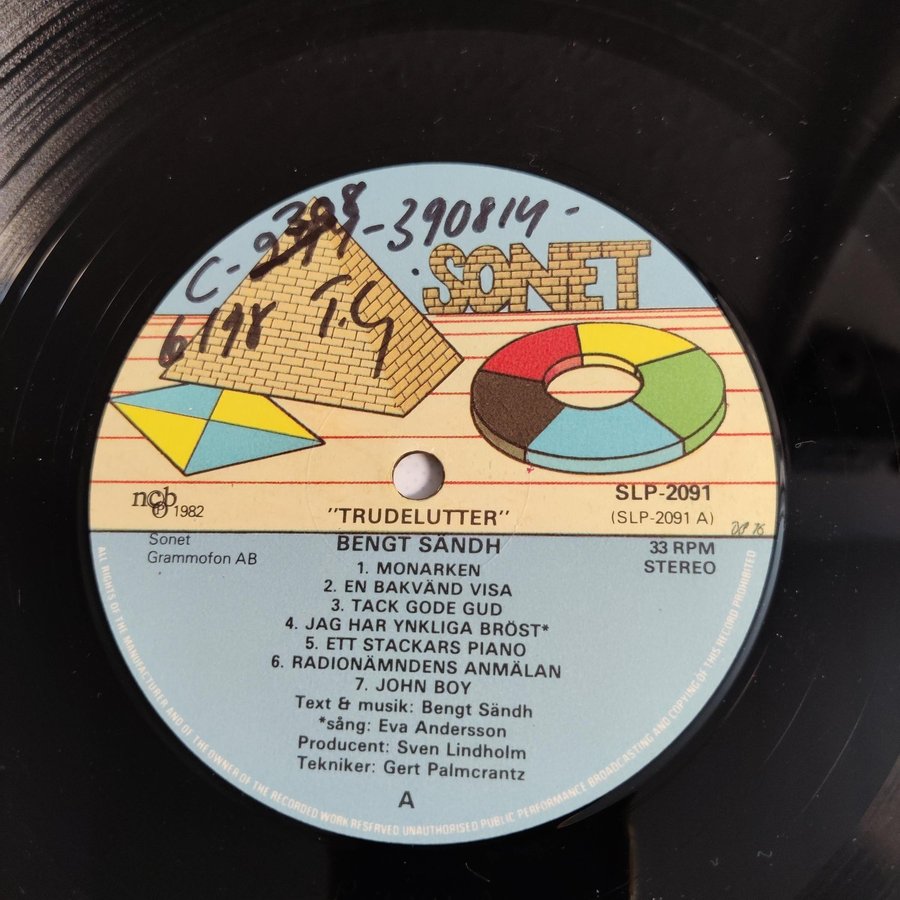 C-2398-390814-
6198 T.G
SONET
SLP-2091
(SLP-2091 A)
ncb
℗ 1982
"TRUDELUTTER"
Sonet
Grammofon AB
BENGT SÄNDH
33 RPM
STEREO
1. MONARKEN
2. EN BAKVÄND VISA
3. TACK GODE GUD
4. JAG HAR YNKLIGA BRÖST*
5. ETT STACKARS PIANO
6. RADIONÄMNDENS ANMÄLAN
7. JOHN BOY
Text & musik: Bengt Sändh
*sång: Eva Andersson
Producent: Sven Lindholm
Tekniker: Gert Palmcrantz
A
ALL RIGHTS OF THE MANUFACTURER AND OF THE OWNER OF THE RECORDED WORK RESERVED UNAUTHORISED PUBLIC PERFORMANCE BROADCASTING AND COPYING OF THIS RECORD PROHIBITED